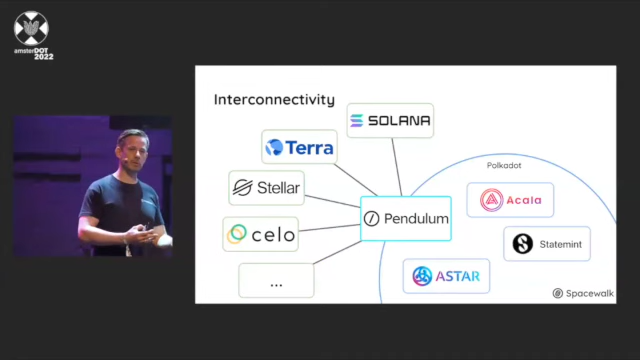 amsterDOT
2022
Interconnectivity
SOLANA
Terra
Polkadot
Stellar
Acala
Pendulum
celo
Statemint
ASTAR
...
Spacewalk